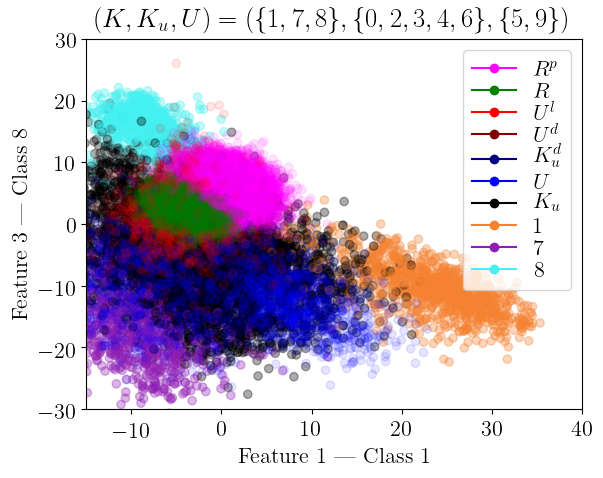 (K, K_u, U) = ({1, 7, 8}, {0, 2, 3, 4, 6}, {5, 9})
30
20
10
0
−10
−20
−30
Feature 3 — Class 8
R^p
R
U^l
U^d
K_u^d
U
K_u
1
7
8
−10
0
10
20
30
40
Feature 1 — Class 1